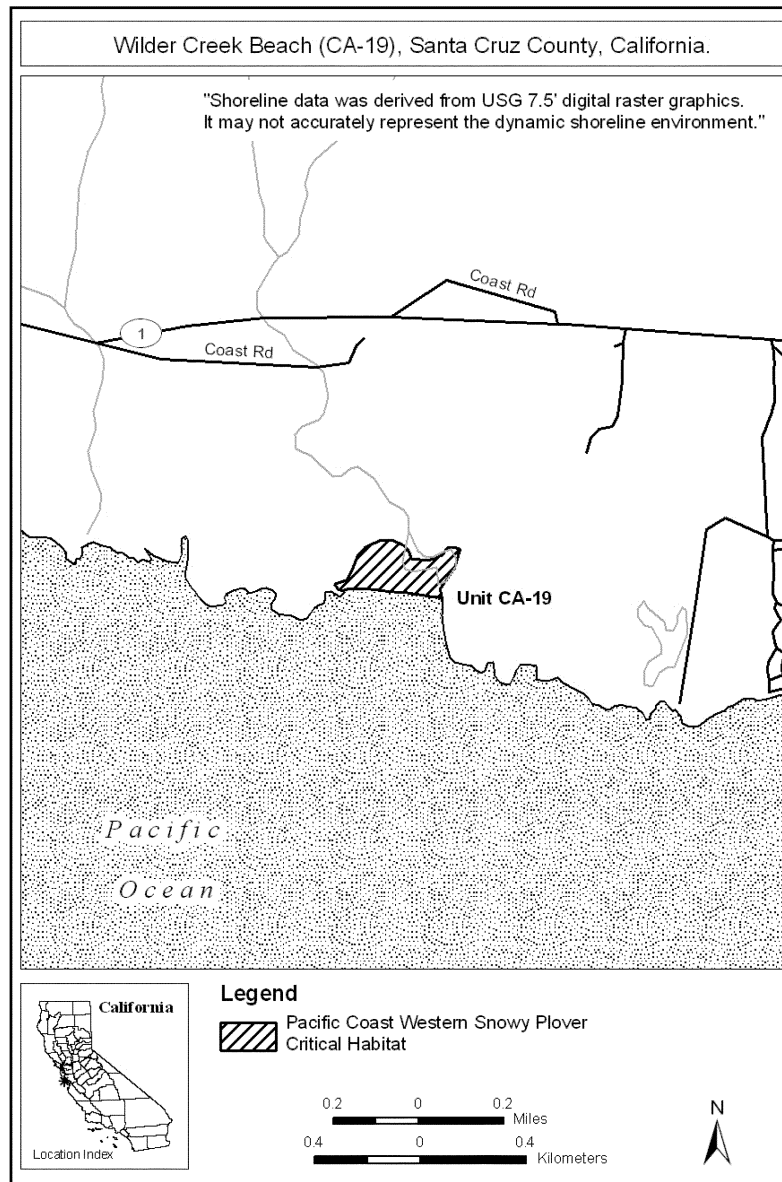 Wilder Creek Beach (CA-19), Santa Cruz County, California.
"Shoreline data was derived from USG 7.5' digital raster graphics.
It may not accurately represent the dynamic shoreline environment."
Coast Rd
1
Coast Rd
Unit CA-19
Pacific
Ocean
California
Location Index
Legend
Pacific Coast Western Snowy Plover
Critical Habitat
0.2 0 0.2
Miles
0.4 0 0.4
Kilometers
N